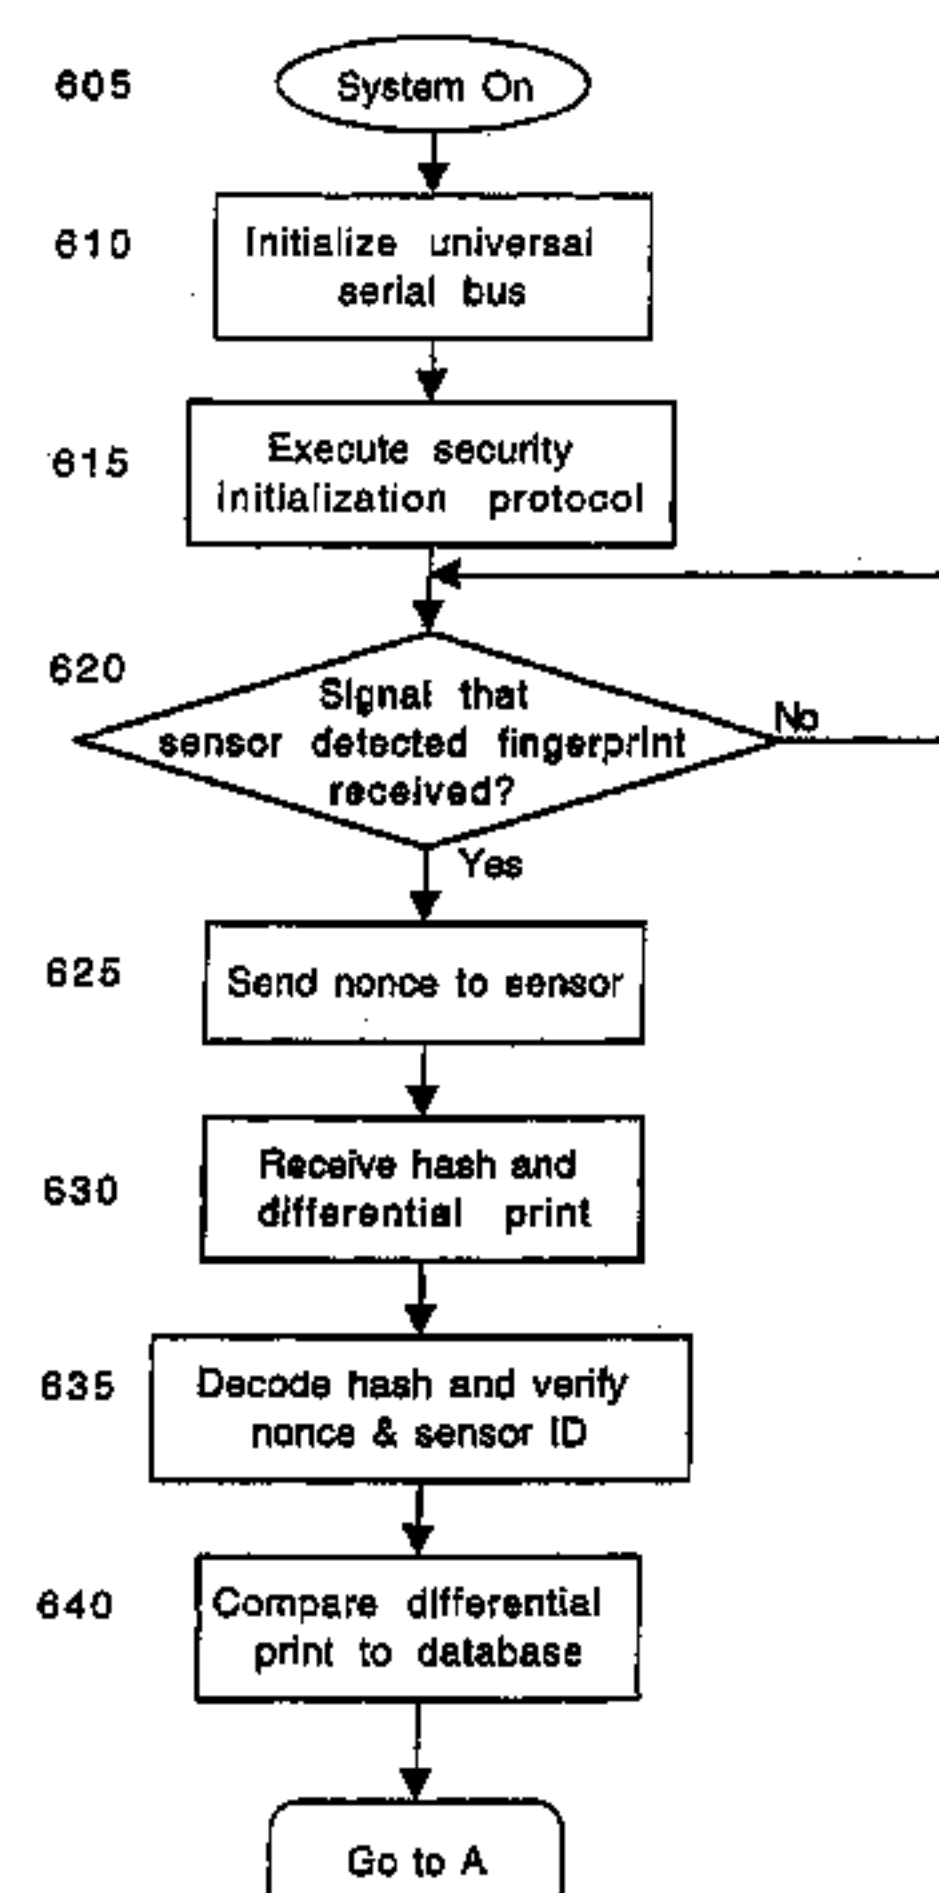 605
System On
610
Initialize universal
serial bus
615
Execute security
initialization protocol
620
Signal that
sensor detected fingerprint
received?
No
Yes
625
Send nonce to sensor
630
Receive hash and
differential print
635
Decode hash and verify
nonce & sensor ID
640
Compare differential
print to database
Go to A